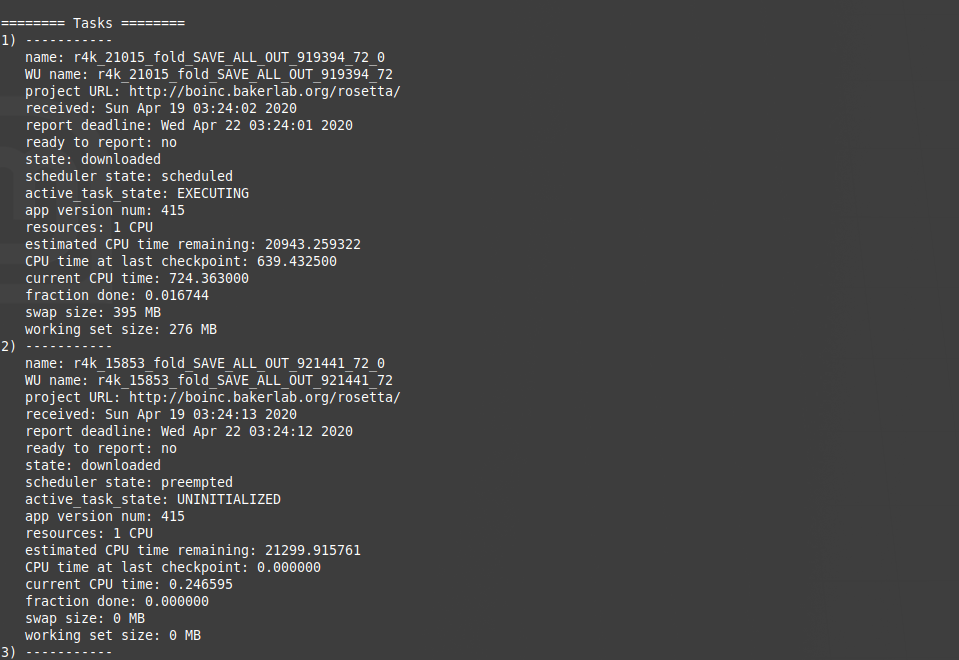 ======== Tasks ========
1) -----------
   name: r4k_21015_fold_SAVE_ALL_OUT_919394_72_0
   WU name: r4k_21015_fold_SAVE_ALL_OUT_919394_72
   project URL: http://boinc.bakerlab.org/rosetta/
   received: Sun Apr 19 03:24:02 2020
   report deadline: Wed Apr 22 03:24:01 2020
   ready to report: no
   state: downloaded
   scheduler state: scheduled
   active_task_state: EXECUTING
   app version num: 415
   resources: 1 CPU
   estimated CPU time remaining: 20943.259322
   CPU time at last checkpoint: 639.432500
   current CPU time: 724.363000
   fraction done: 0.016744
   swap size: 395 MB
   working set size: 276 MB
2) -----------
   name: r4k_15853_fold_SAVE_ALL_OUT_921441_72_0
   WU name: r4k_15853_fold_SAVE_ALL_OUT_921441_72
   project URL: http://boinc.bakerlab.org/rosetta/
   received: Sun Apr 19 03:24:13 2020
   report deadline: Wed Apr 22 03:24:12 2020
   ready to report: no
   state: downloaded
   scheduler state: preempted
   active_task_state: UNINITIALIZED
   app version num: 415
   resources: 1 CPU
   estimated CPU time remaining: 21299.915761
   CPU time at last checkpoint: 0.000000
   current CPU time: 0.246595
   fraction done: 0.000000
   swap size: 0 MB
   working set size: 0 MB
3) -----------